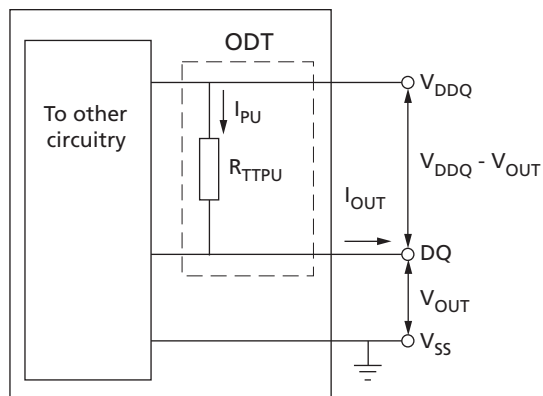 ODT
To other
circuitry
I_PU
R_TTPU
V_DDQ
V_DDQ - V_OUT
I_OUT
DQ
V_OUT
V_SS